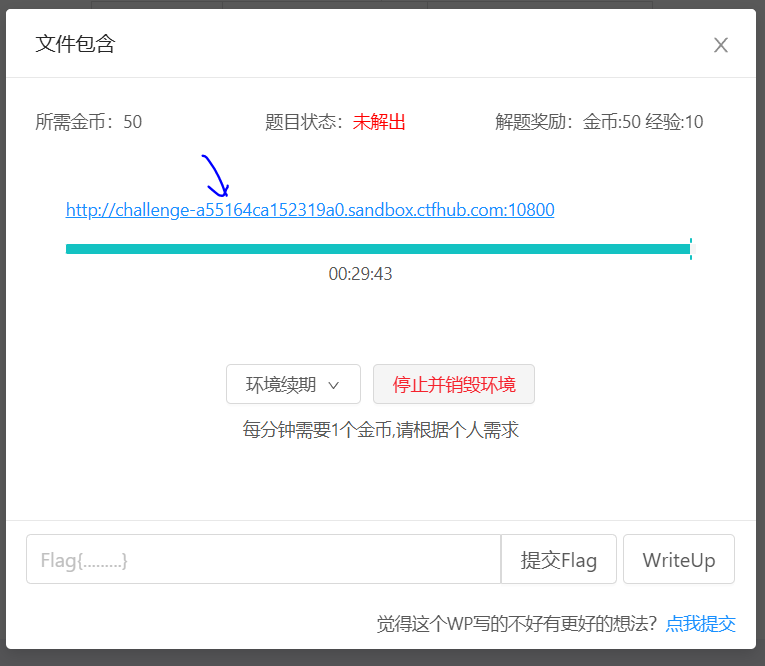 文件包含
所需金币：50 题目状态：未解出 解题奖励：金币:50 经验:10
http://challenge-a55164ca152319a0.sandbox.ctfhub.com:10800
00:29:43
环境续期 停止并销毁环境
每分钟需要1个金币,请根据个人需求
Flag{.........} 提交Flag WriteUp
觉得这个WP写的不好有更好的想法？点我提交